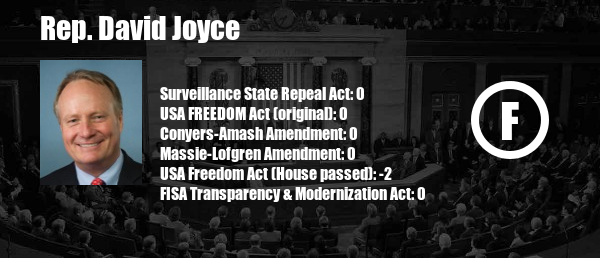 Rep. David Joyce
Surveillance State Repeal Act: 0
USA FREEDOM Act (original): 0
Conyers-Amash Amendment: 0
Massie-Lofgren Amendment: 0
USA Freedom Act (House passed): -2
FISA Transparency & Modernization Act: 0
F